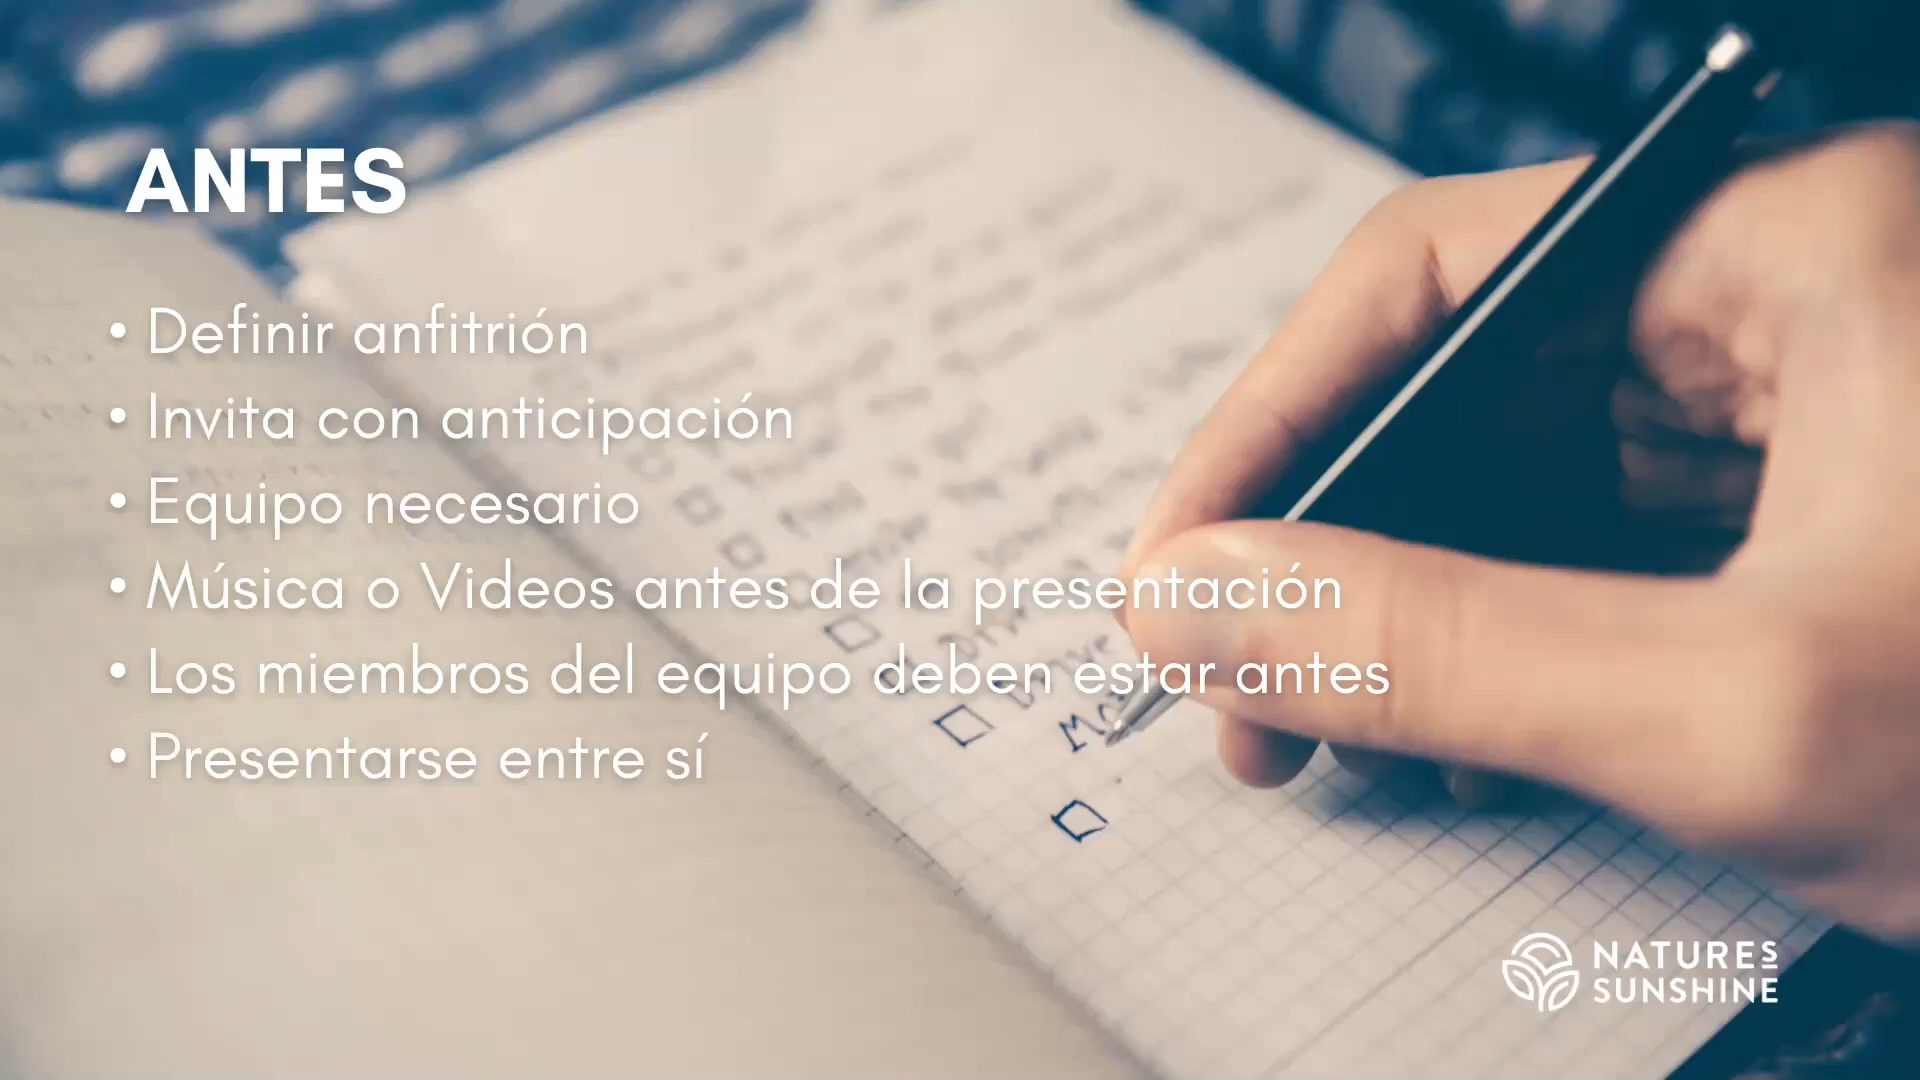 ANTES
• Definir anfitrión
• Invita con anticipación
• Equipo necesario
• Música o Videos antes de la presentación
• Los miembros del equipo deben estar antes
• Presentarse entre sí
NATURES
SUNSHINE